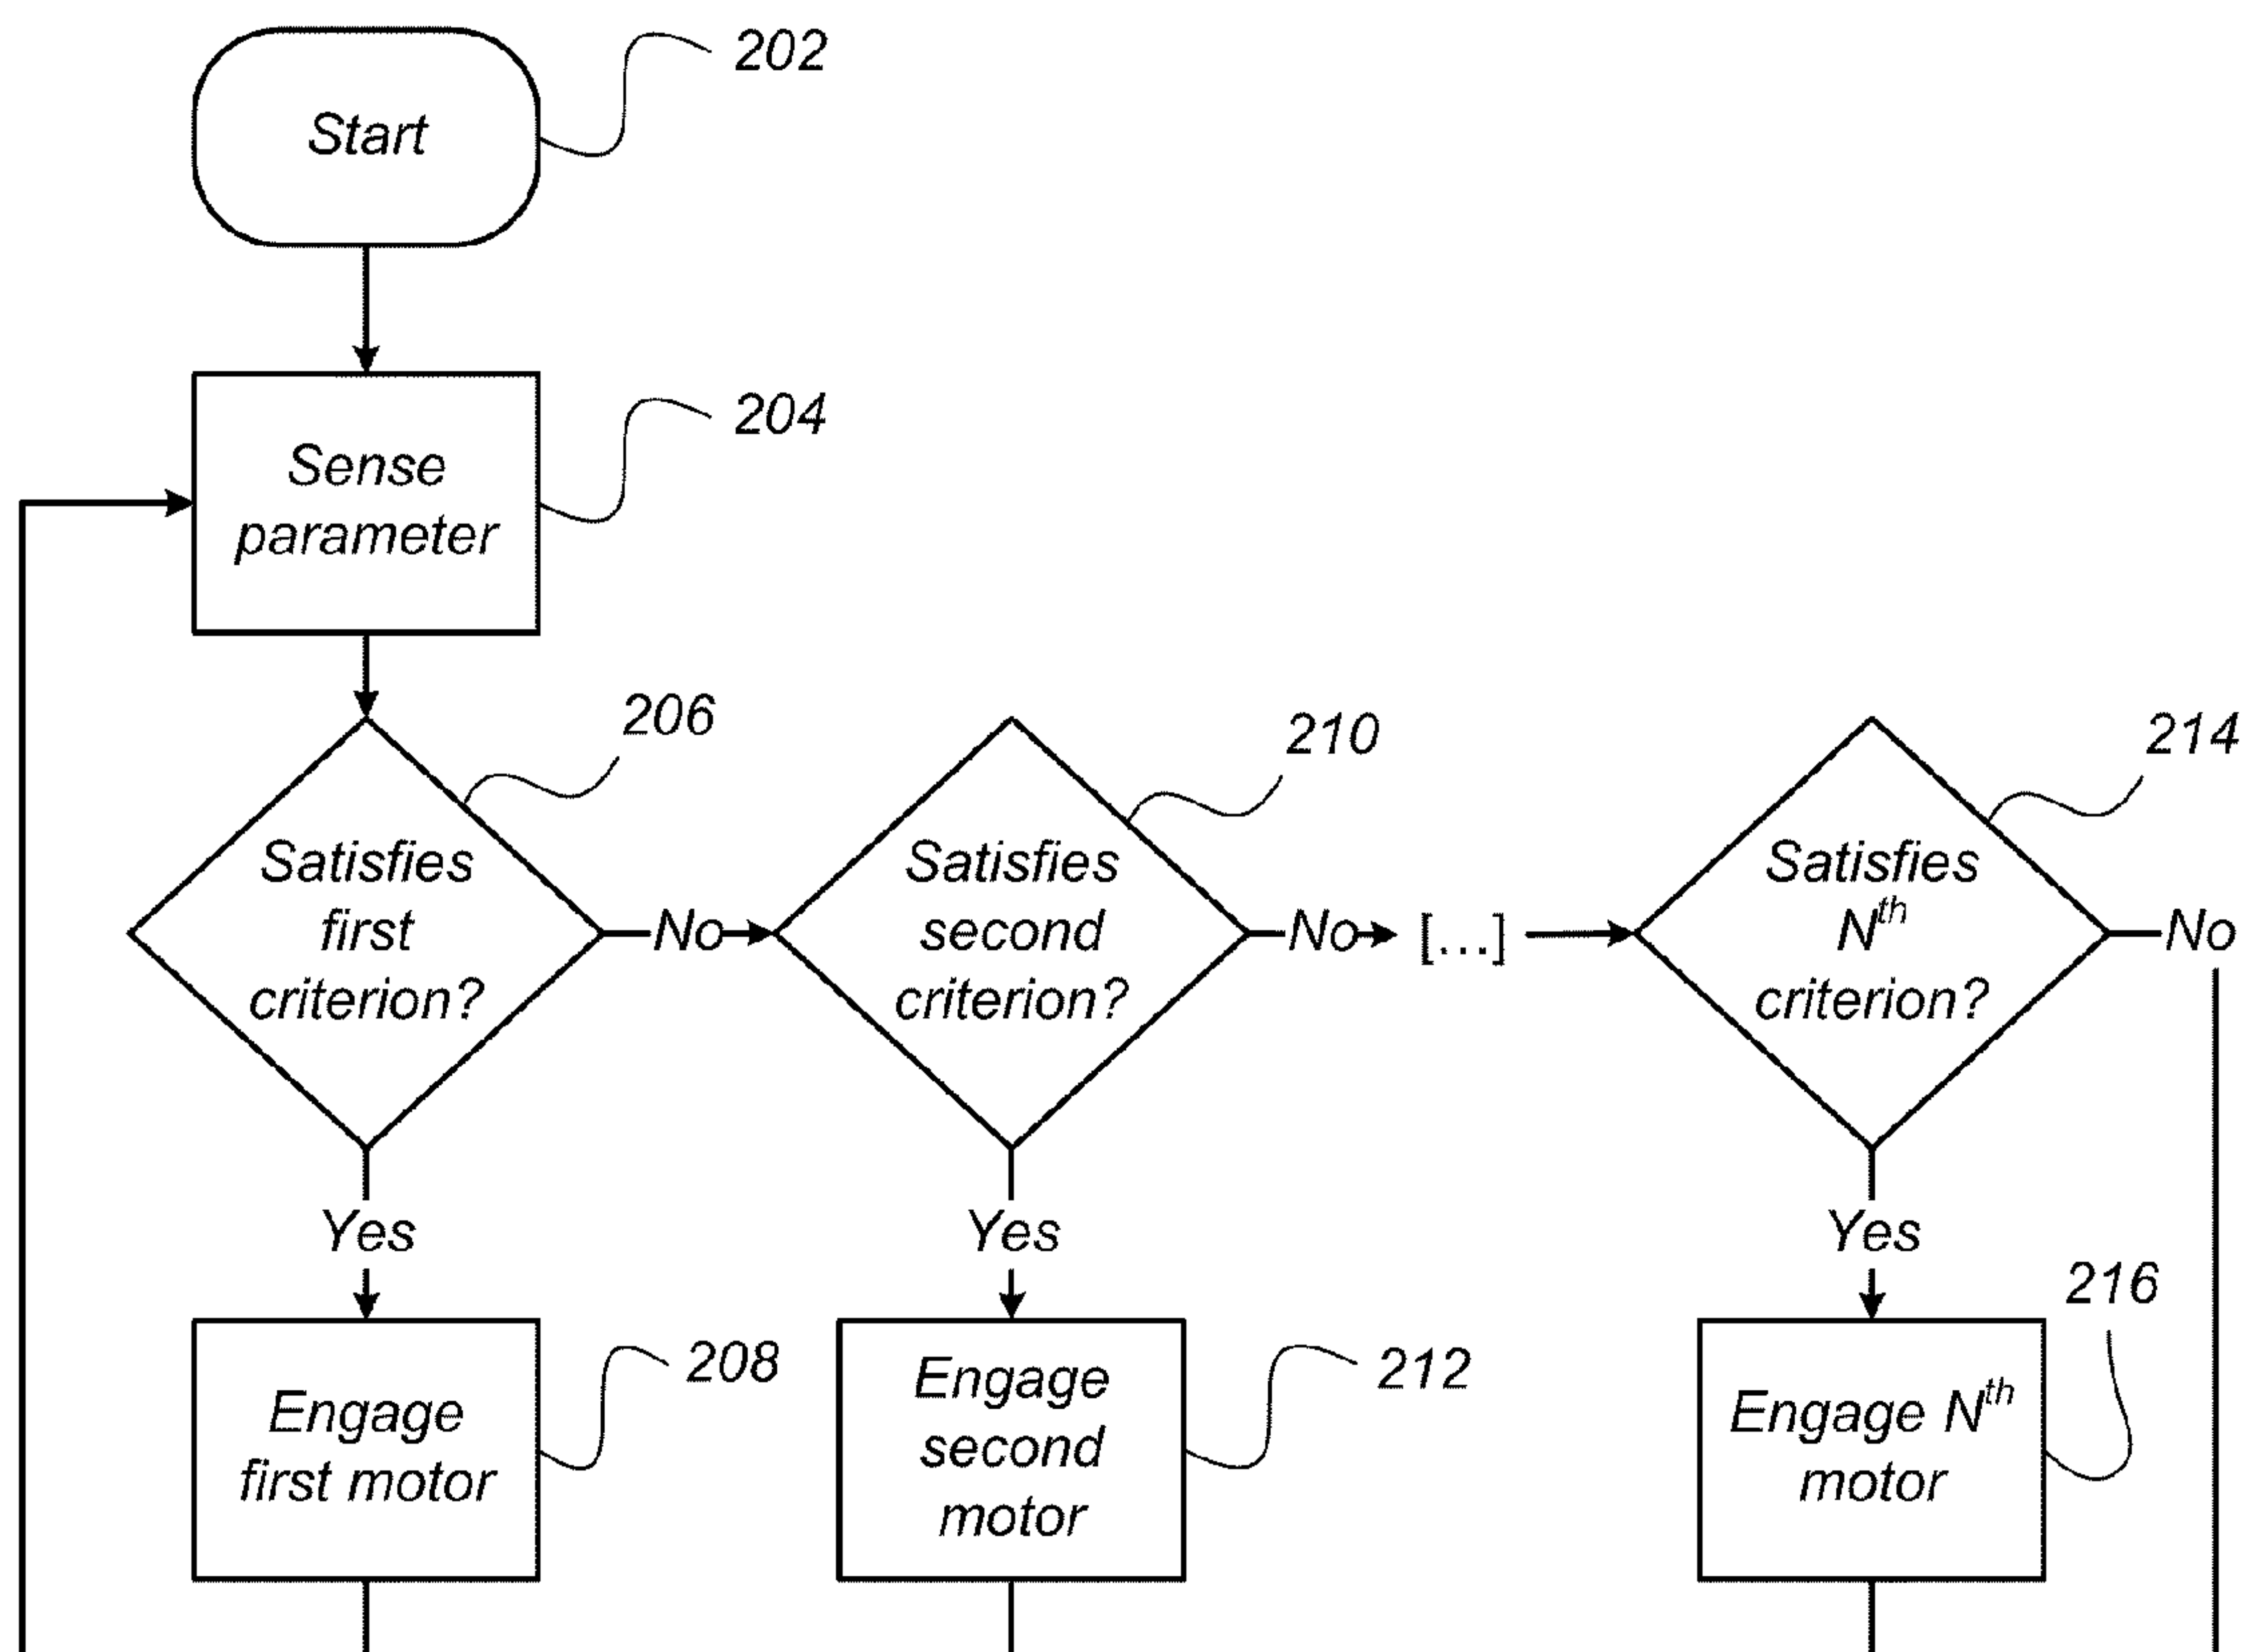 202
Start
204
Sense
parameter
206
210
214
Satisfies
first
criterion?
No
Satisfies
second
criterion?
No
[...]
Satisfies
Nth
criterion?
No
Yes
Yes
Yes
216
Engage
first motor
208
Engage
second
motor
212
Engage Nth
motor